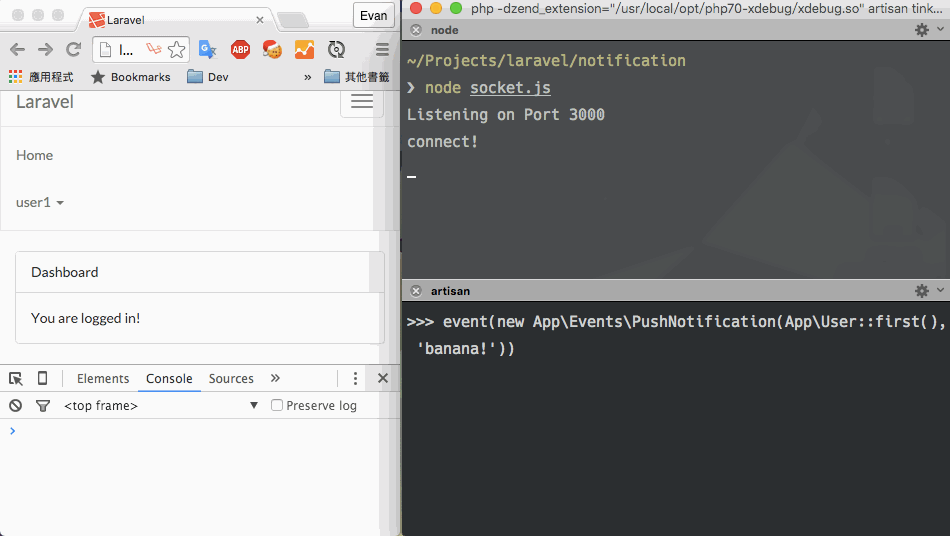 Laravel
Evan
l...
ABP
應用程式
Bookmarks
Dev
»
其他書籤
Laravel
Home
user1
Dashboard
You are logged in!
Elements Console Sources »
<top frame> Preserve log
>
php -dzend_extension="/usr/local/opt/php70-xdebug/xdebug.so" artisan tink...
node
~/Projects/laravel/notification
❯ node socket.js
Listening on Port 3000
connect!
artisan
>>> event(new App\Events\PushNotification(App\User::first(),
'banana!'))